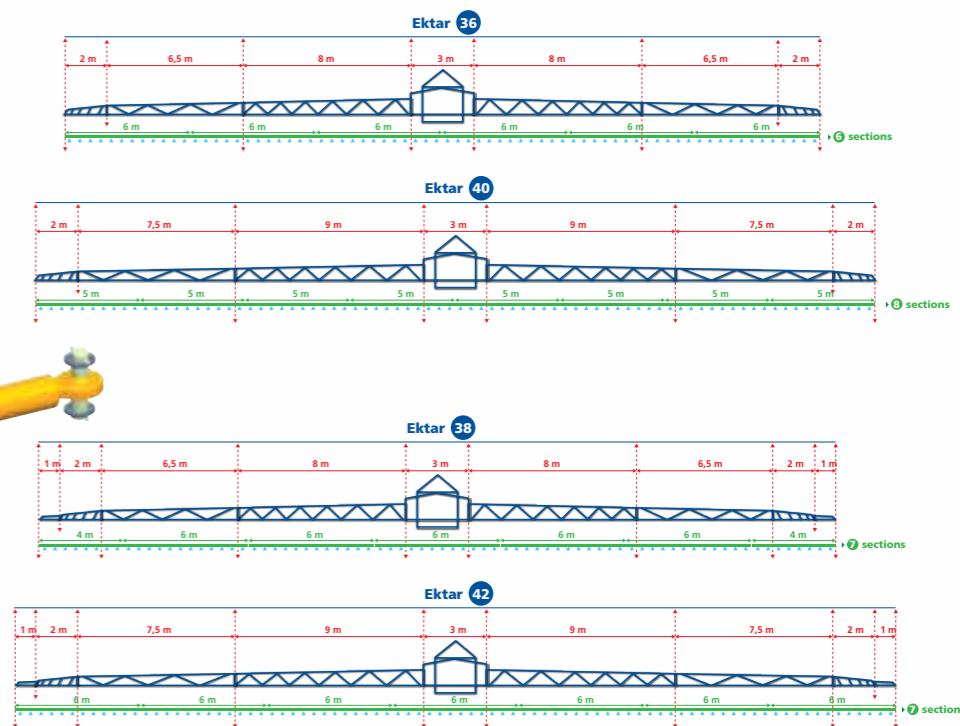 Ektar 36
2 m 6,5 m 8 m 3 m 8 m 6,5 m 2 m
6 m 6 m 6 m 6 m 6 m 6 m
6 sections
Ektar 40
2 m 7,5 m 9 m 3 m 9 m 7,5 m 2 m
5 m 5 m 5 m 5 m 5 m 5 m 5 m 5 m
8 sections
Ektar 38
1 m 2 m 6,5 m 8 m 3 m 8 m 6,5 m 2 m 1 m
4 m 6 m 6 m 6 m 6 m 6 m 4 m
7 sections
Ektar 42
1 m 2 m 7,5 m 9 m 3 m 9 m 7,5 m 2 m 1 m
6 m 6 m 6 m 6 m 6 m 6 m 6 m
7 section